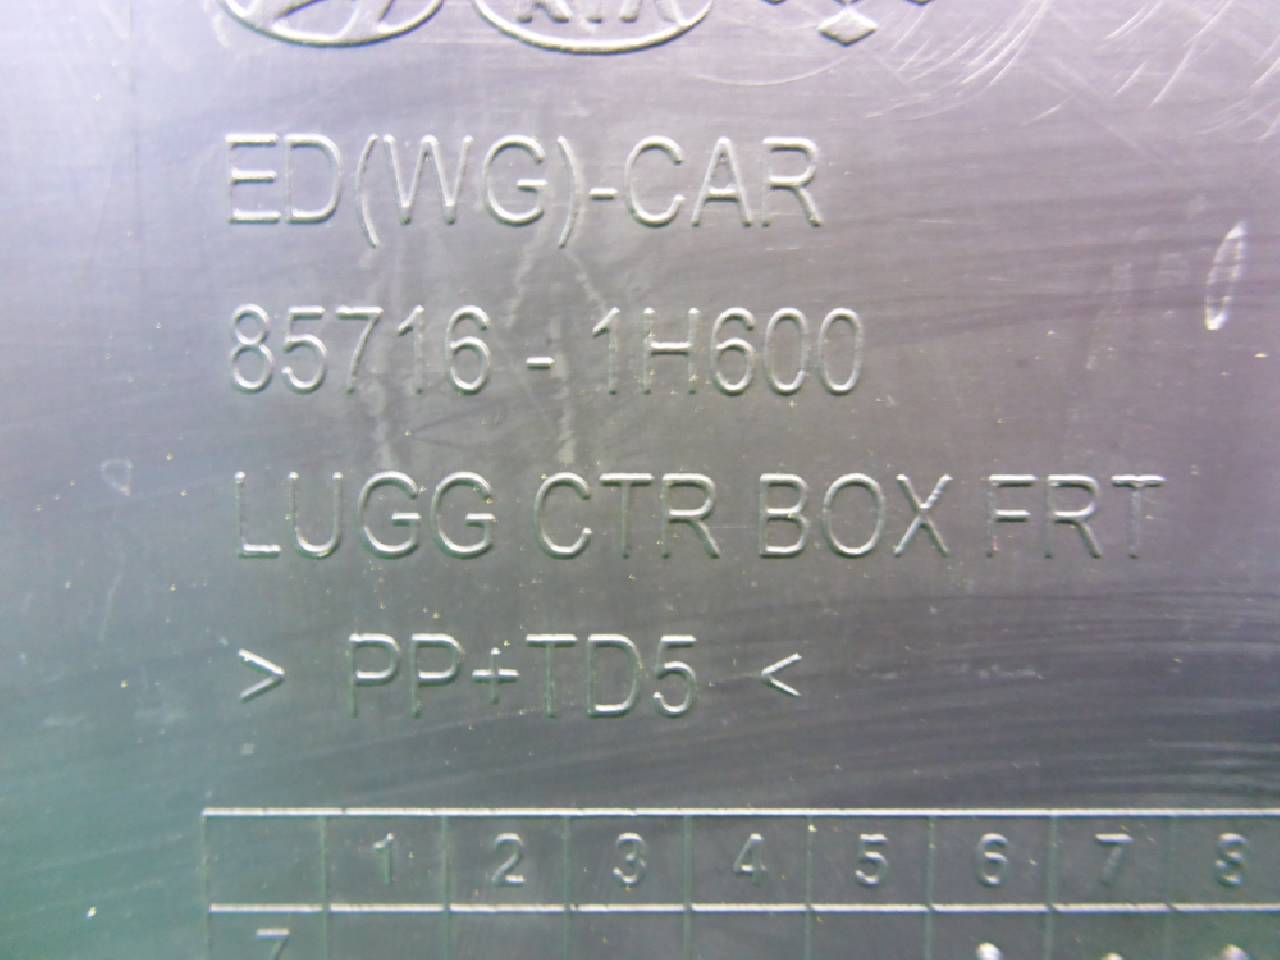 KIA
ED(WG)-CAR
85716 - 1H600
LUGG CTR BOX FRT
> PP+TD5 <
1 2 3 4 5 6 7 8
7